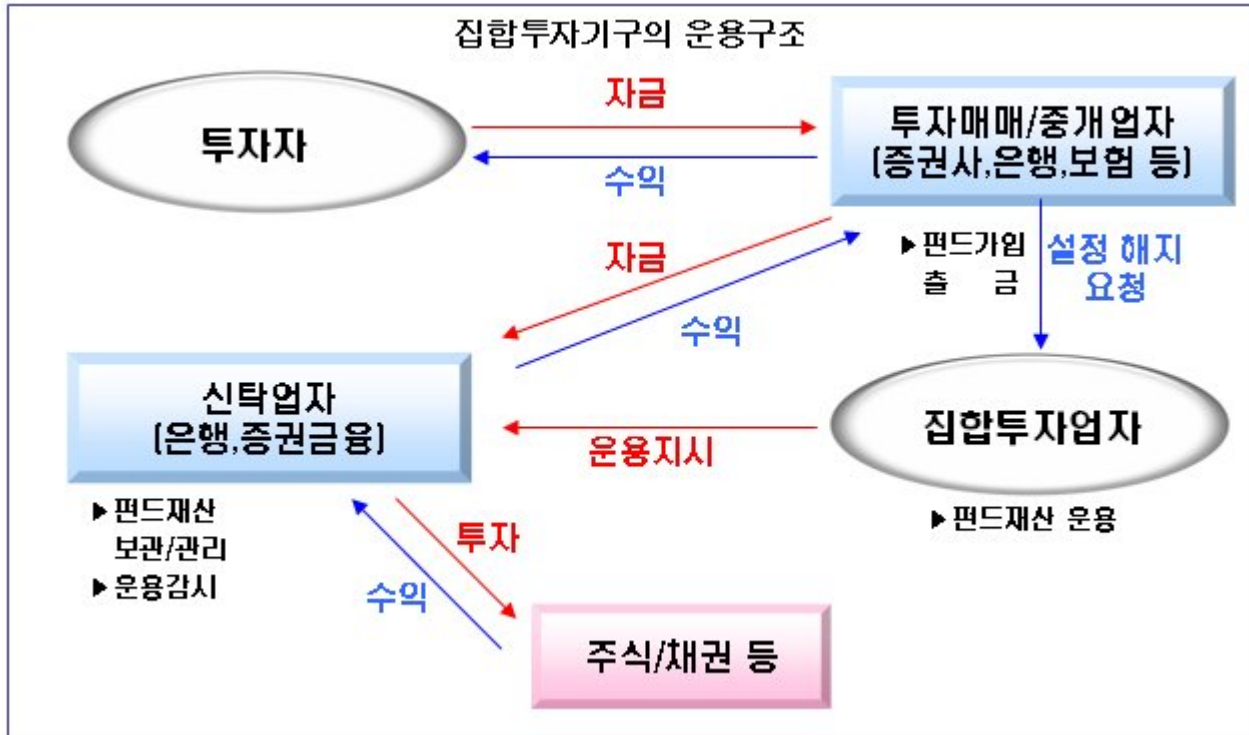 집합투자기구의 운용구조
자금
투자자
투자매매/중개업자
(증권사,은행,보험 등)
수익
▶펀드가입
출 금
설정 해지
요청
자금
수익
신탁업자
(은행,증권금융)
집합투자업자
운용지시
▶펀드재산
보관/관리
▶운용감시
▶펀드재산 운용
투자
수익
주식/채권 등